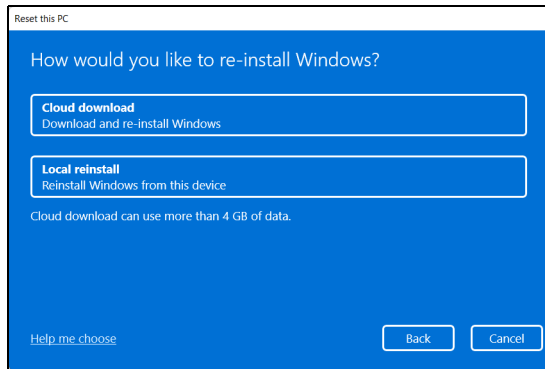 Reset this PC
How would you like to re-install Windows?
Cloud download
Download and re-install Windows
Local reinstall
Reinstall Windows from this device
Cloud download can use more than 4 GB of data.
Help me choose
Back
Cancel